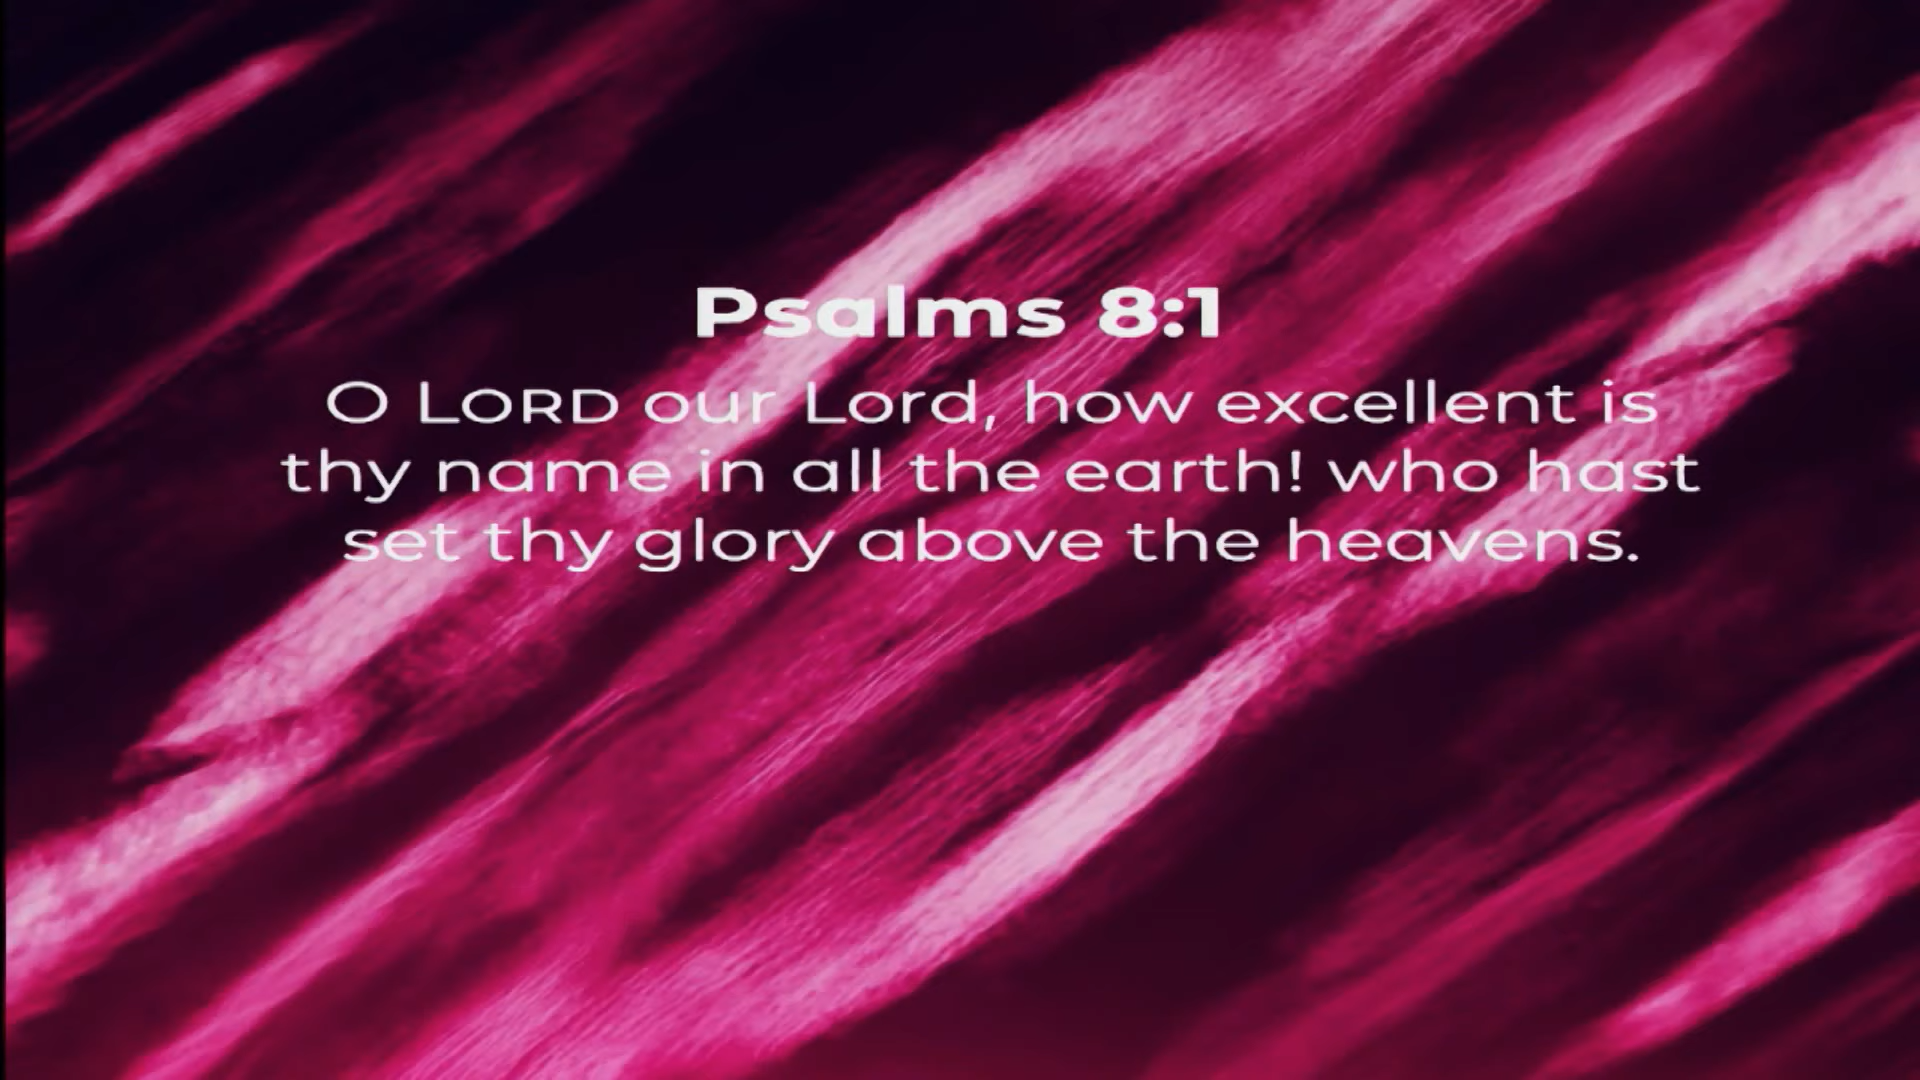 Psalms 8:1
O LORD our Lord, how excellent is
thy name in all the earth! who hast
set thy glory above the heavens.